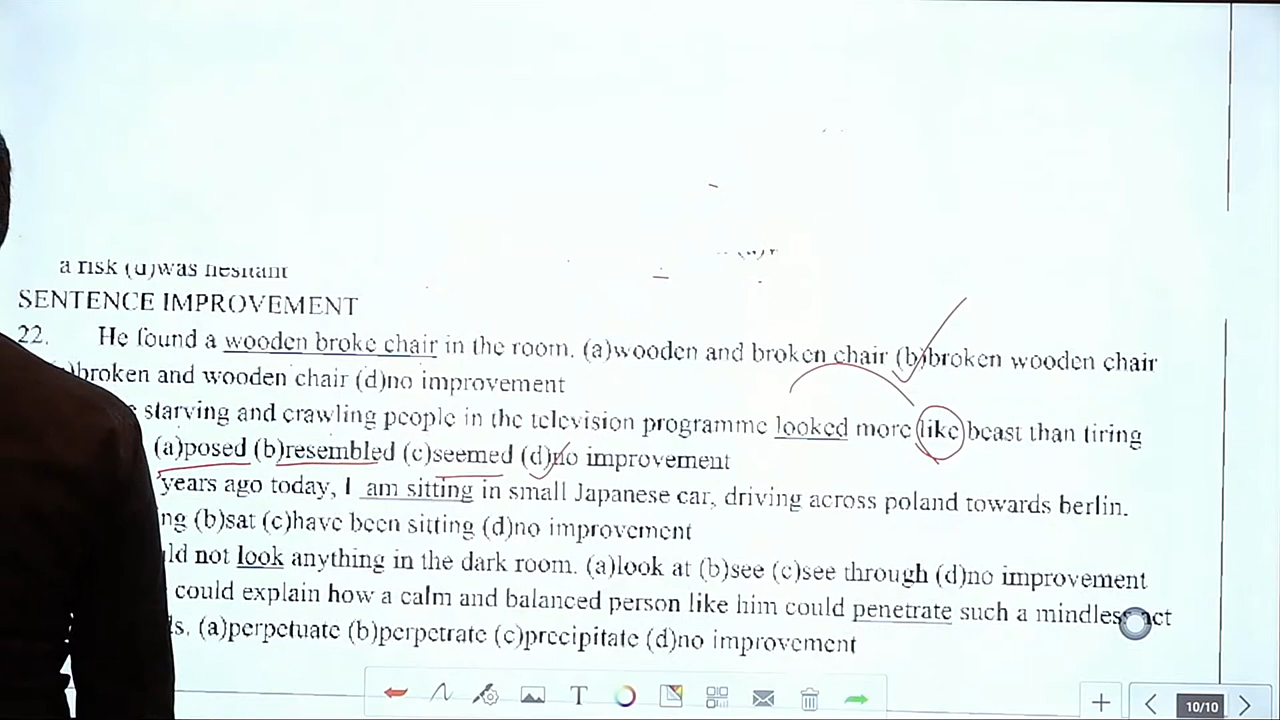 a risk (d)was hesitant
SENTENCE IMPROVEMENT
22. He found a wooden broke chair in the room. (a)wooden and broken chair (b)broken wooden chair
)broken and wooden chair (d)no improvement
starving and crawling people in the television programme looked more like beast than tiring
(a)posed (b)resembled (c)seemed (d)no improvement
years ago today, I am sitting in small Japanese car, driving across poland towards berlin.
ng (b)sat (c)have been sitting (d)no improvement
ld not look anything in the dark room. (a)look at (b)see (c)see through (d)no improvement
could explain how a calm and balanced person like him could penetrate such a mindless act
ls. (a)perpetuate (b)perpetrate (c)precipitate (d)no improvement
10/10